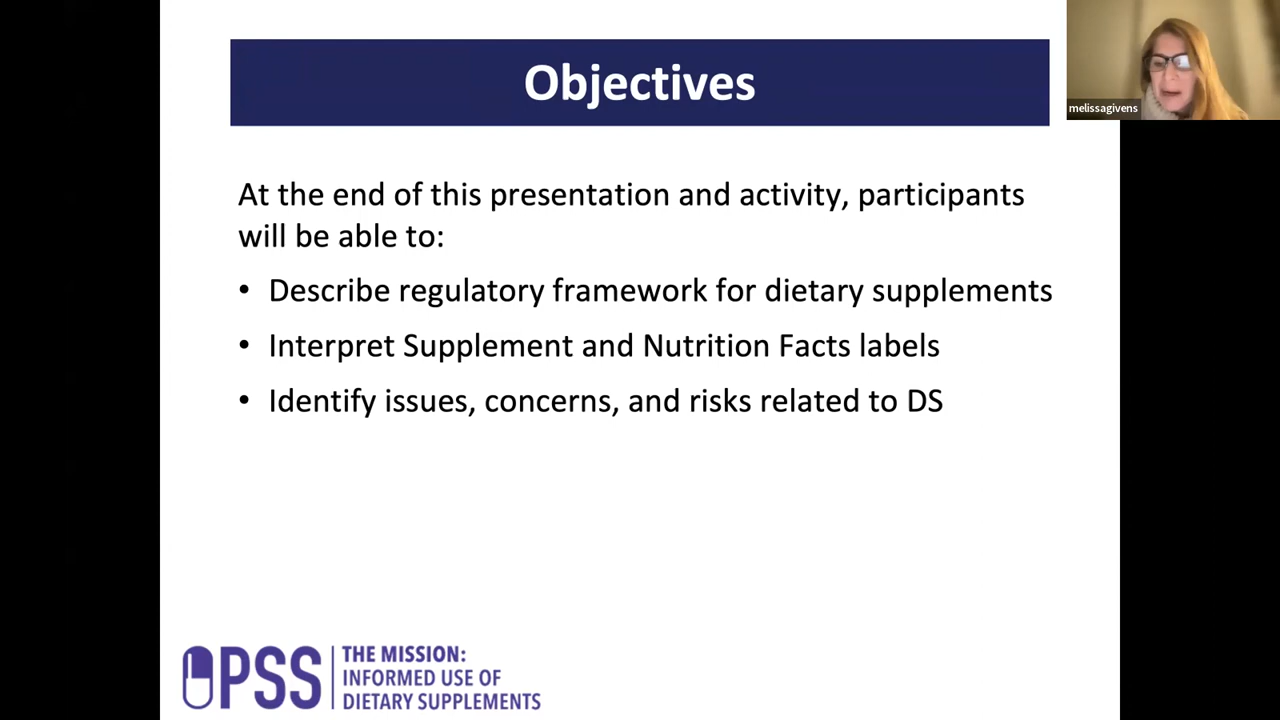 Objectives
melissagivens
At the end of this presentation and activity, participants
will be able to:
• Describe regulatory framework for dietary supplements
• Interpret Supplement and Nutrition Facts labels
• Identify issues, concerns, and risks related to DS
OPSS
THE MISSION:
INFORMED USE OF
DIETARY SUPPLEMENTS